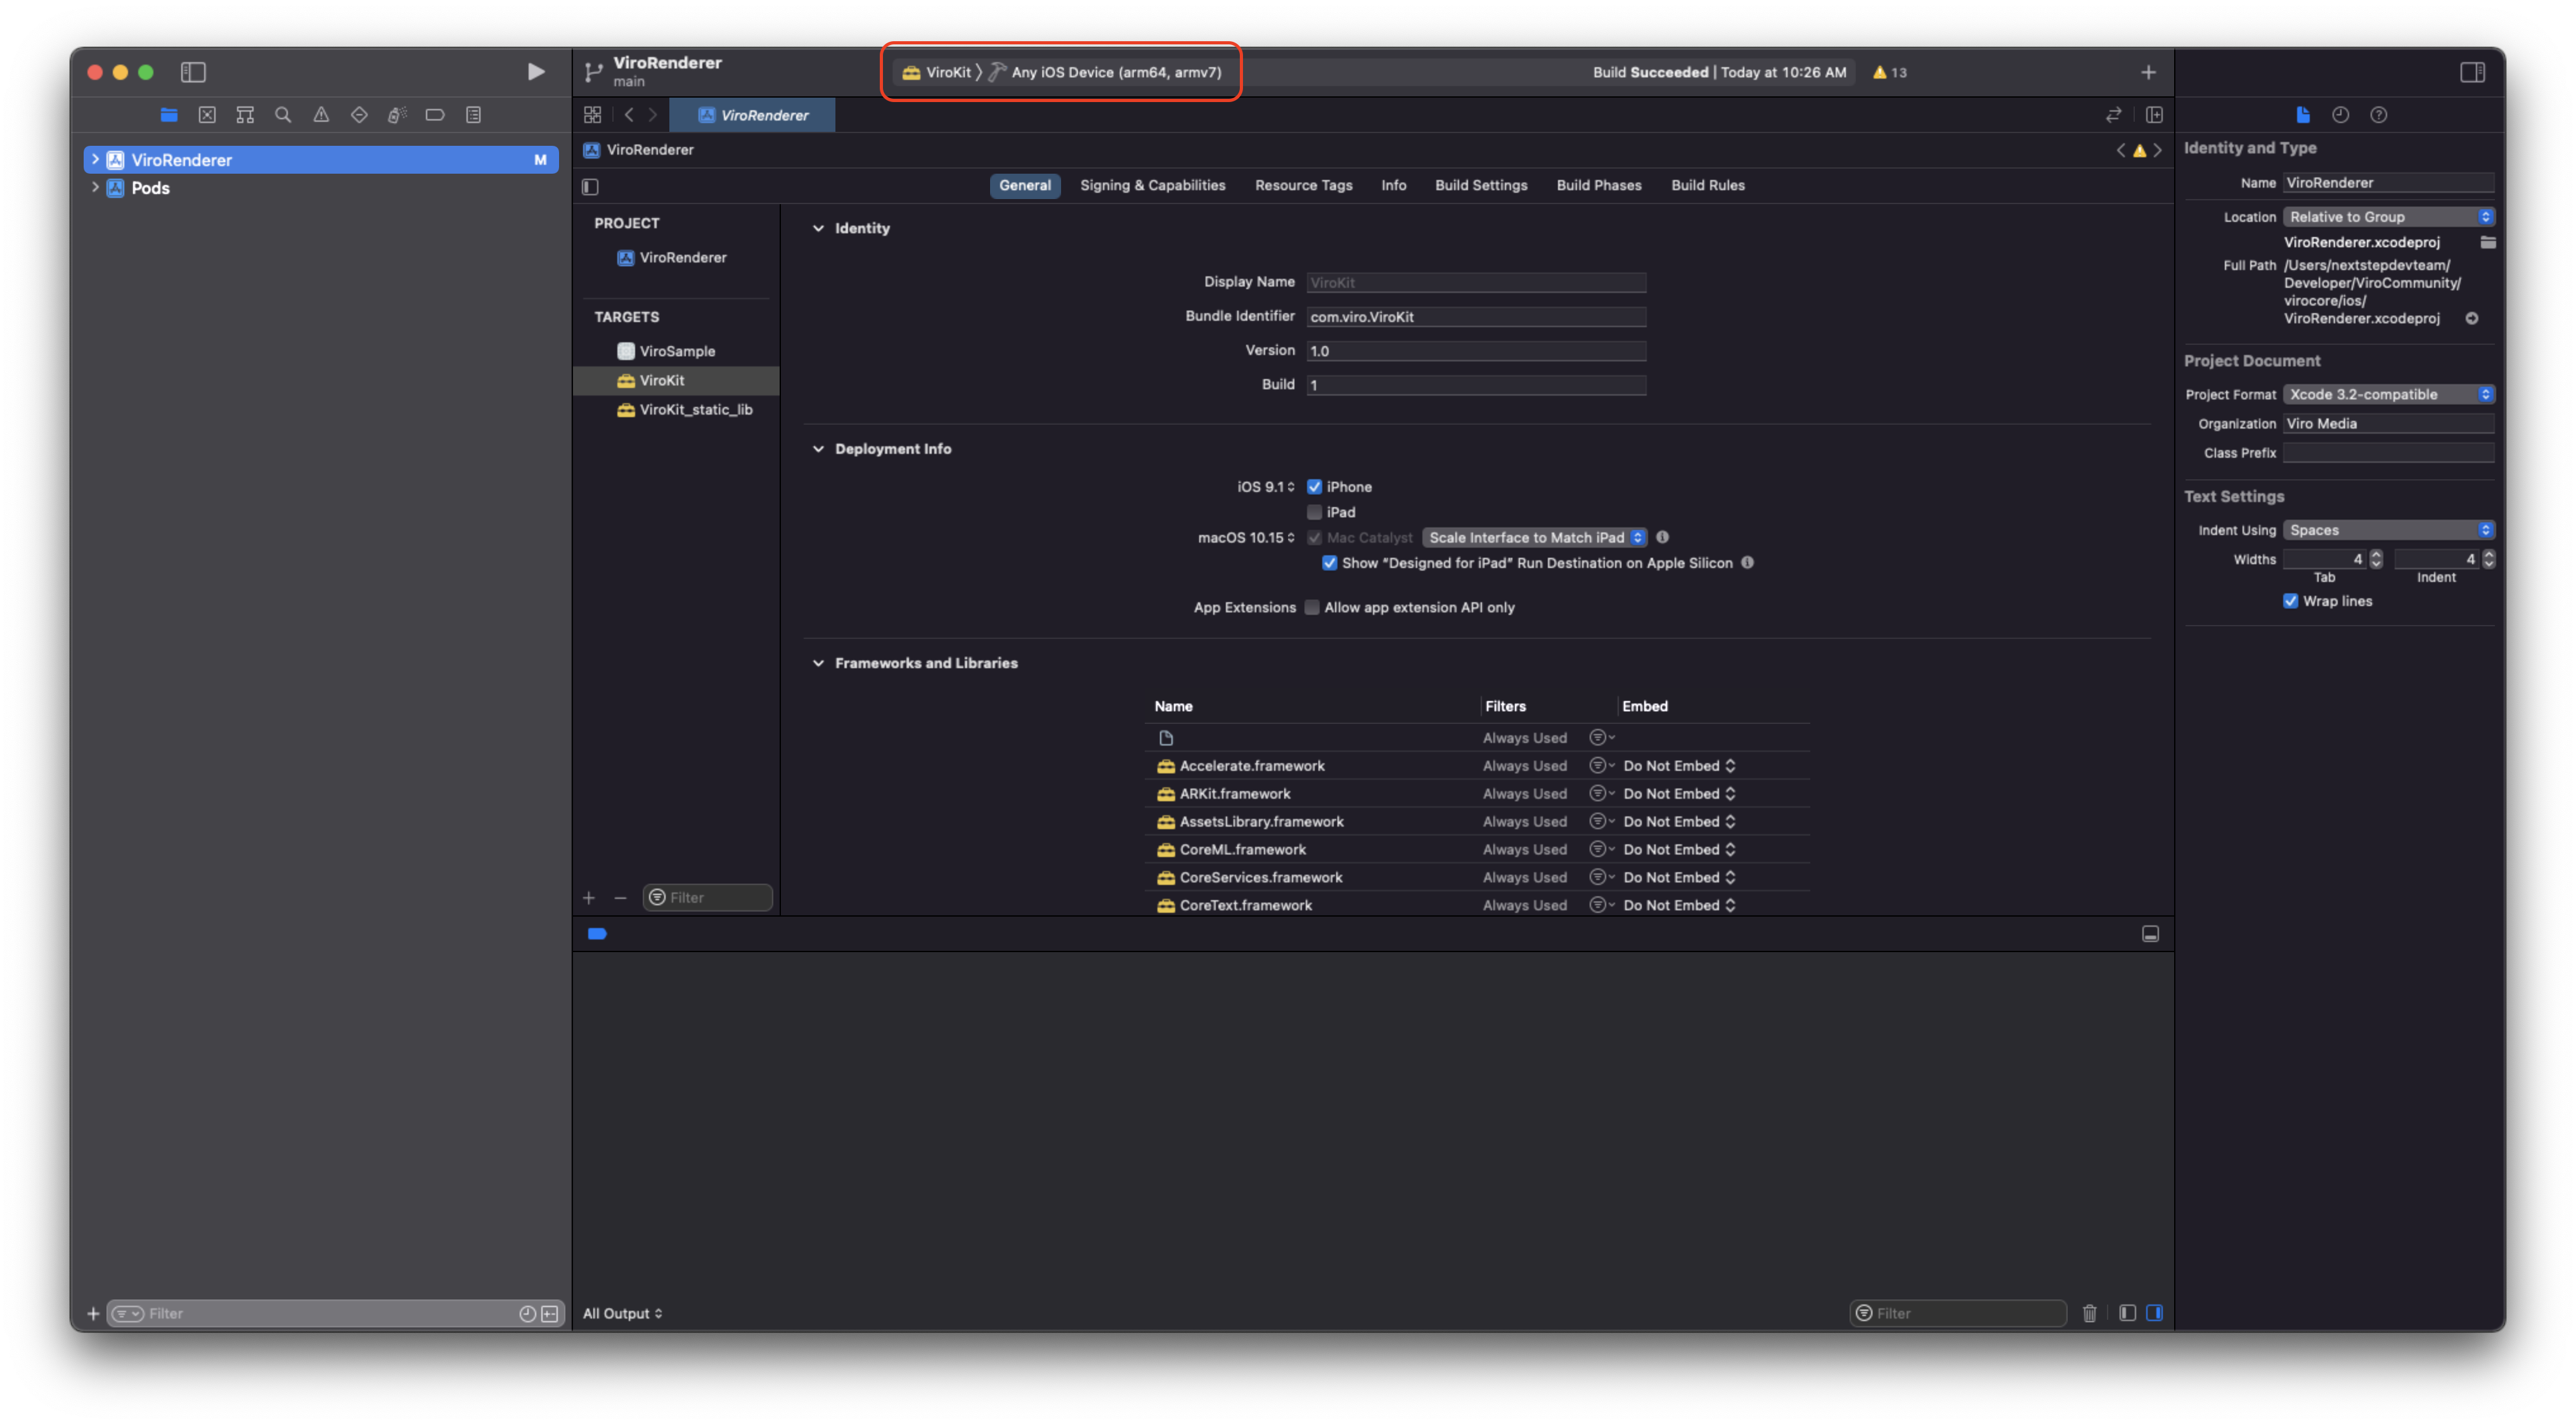 ViroRenderer
main
ViroKit
Any iOS Device (arm64, armv7)
Build Succeeded | Today at 10:26 AM
13
ViroRenderer
M
Pods
ViroRenderer
ViroRenderer
General
Signing & Capabilities
Resource Tags
Info
Build Settings
Build Phases
Build Rules
PROJECT
ViroRenderer
TARGETS
ViroSample
ViroKit
ViroKit_static_lib
Filter
Identity
Display Name ViroKit
Bundle Identifier com.viro.ViroKit
Version 1.0
Build 1
Deployment Info
iOS 9.1 iPhone
iPad
macOS 10.15 Mac Catalyst Scale Interface to Match iPad
Show "Designed for iPad" Run Destination on Apple Silicon
App Extensions Allow app extension API only
Frameworks and Libraries
Name Filters Embed
Always Used
Accelerate.framework Always Used Do Not Embed
ARKit.framework Always Used Do Not Embed
AssetsLibrary.framework Always Used Do Not Embed
CoreML.framework Always Used Do Not Embed
CoreServices.framework Always Used Do Not Embed
CoreText.framework Always Used Do Not Embed
Identity and Type
Name ViroRenderer
Location Relative to Group
ViroRenderer.xcodeproj
Full Path /Users/nextstepdevteam/
Developer/ViroCommunity/
virocore/ios/
ViroRenderer.xcodeproj
Project Document
Project Format Xcode 3.2-compatible
Organization Viro Media
Class Prefix
Text Settings
Indent Using Spaces
Widths 4 4
Tab Indent
Wrap lines
Filter
All Output
Filter